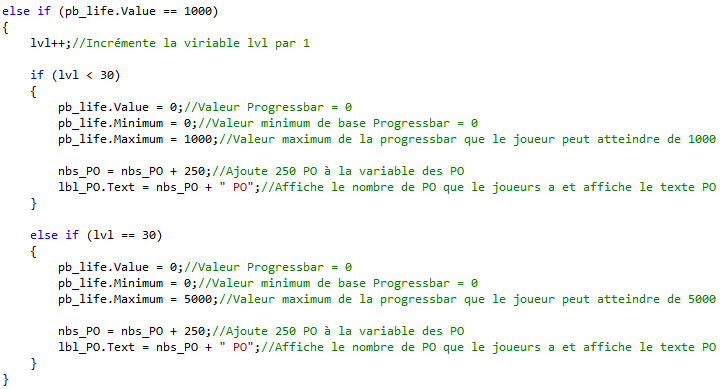 else if (pb_life.Value == 1000)
{
lvl++;//Incrémente la viriable lvl par 1
if (lvl < 30)
{
pb_life.Value = 0;//Valeur Progressbar = 0
pb_life.Minimum = 0;//Valeur minimum de base Progressbar = 0
pb_life.Maximum = 1000;//Valeur maximum de la progressbar que le joueur peut atteindre de 1000
nbs_PO = nbs_PO + 250;//Ajoute 250 PO à la variable des PO
lbl_PO.Text = nbs_PO + " PO";//Affiche le nombre de PO que le joueurs a et affiche le texte PO
}
else if (lvl == 30)
{
pb_life.Value = 0;//Valeur Progressbar = 0
pb_life.Minimum = 0;//Valeur minimum de base Progressbar = 0
pb_life.Maximum = 5000;//Valeur maximum de la progressbar que le joueur peut atteindre de 5000
nbs_PO = nbs_PO + 250;//Ajoute 250 PO à la variable des PO
lbl_PO.Text = nbs_PO + " PO";//Affiche le nombre de PO que le joueurs a et affiche le texte PO
}
}